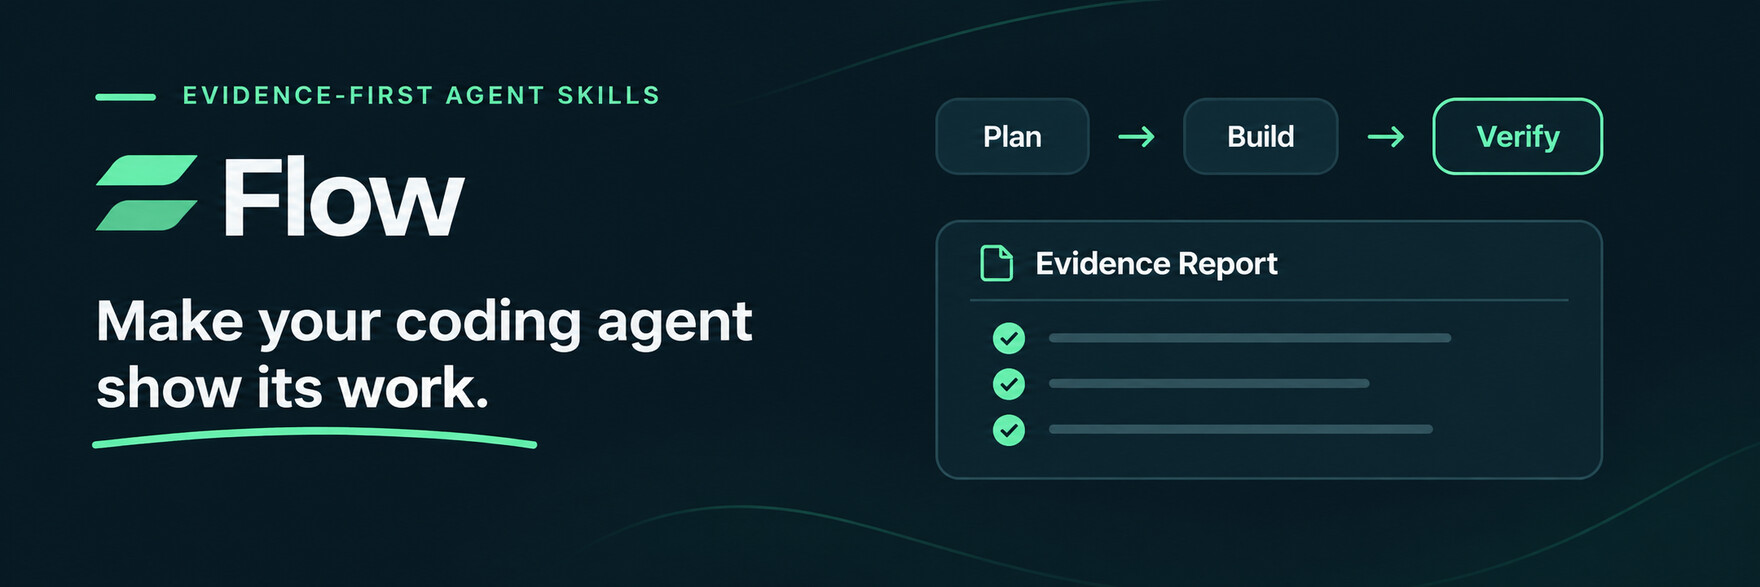 EVIDENCE-FIRST AGENT SKILLS
Flow
Make your coding agent
show its work.
Plan
Build
Verify
Evidence Report